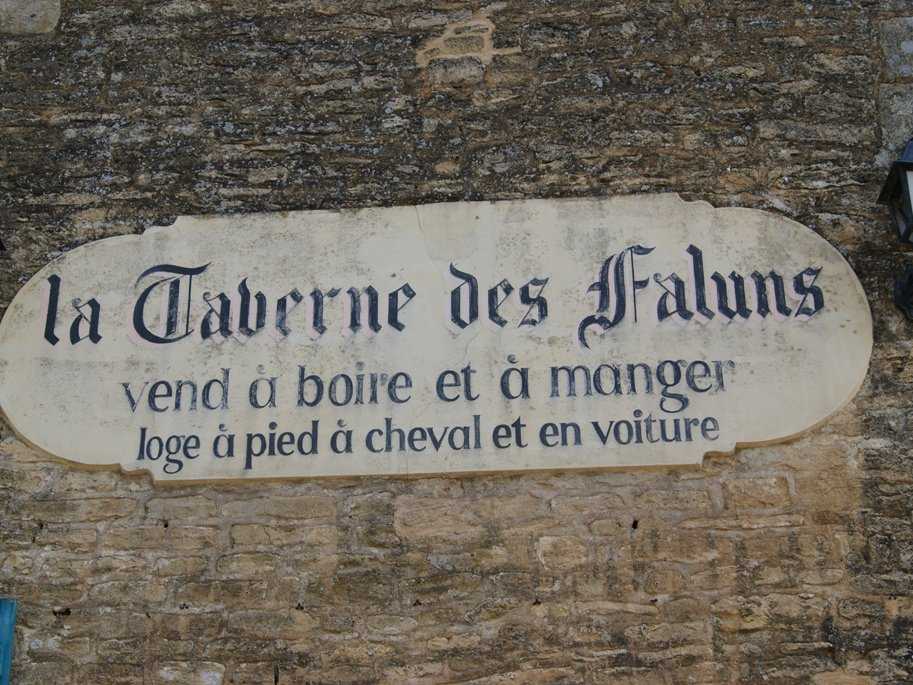 la Taverne des Faluns
vend à boire et à manger
loge à pied à cheval et en voiture